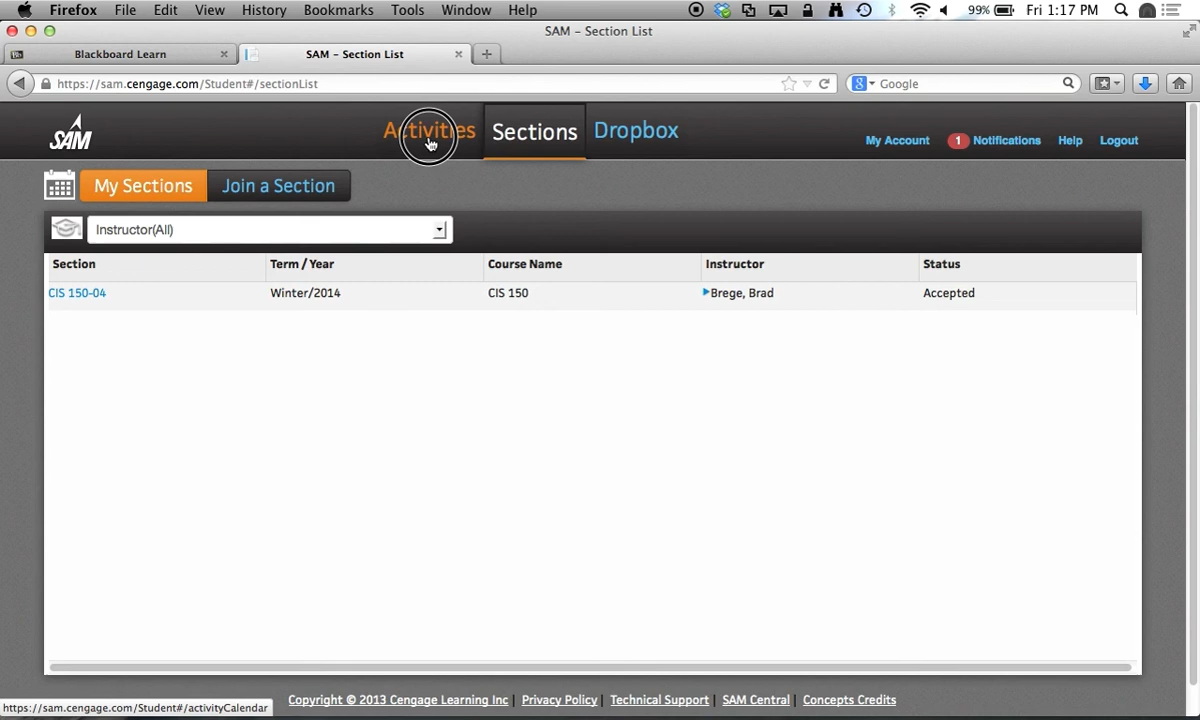 Firefox File Edit View History Bookmarks Tools Window Help 99% Fri 1:17 PM
SAM - Section List
Bb Blackboard Learn SAM - Section List
https://sam.cengage.com/Student#/sectionList Google
SAM Activities Sections Dropbox My Account 1 Notifications Help Logout
My Sections Join a Section
Instructor(All)
Section Term / Year Course Name Instructor Status
CIS 150-04 Winter/2014 CIS 150 Brege, Brad Accepted
Copyright © 2013 Cengage Learning Inc | Privacy Policy | Technical Support | SAM Central | Concepts Credits
https://sam.cengage.com/Student#/activityCalendar